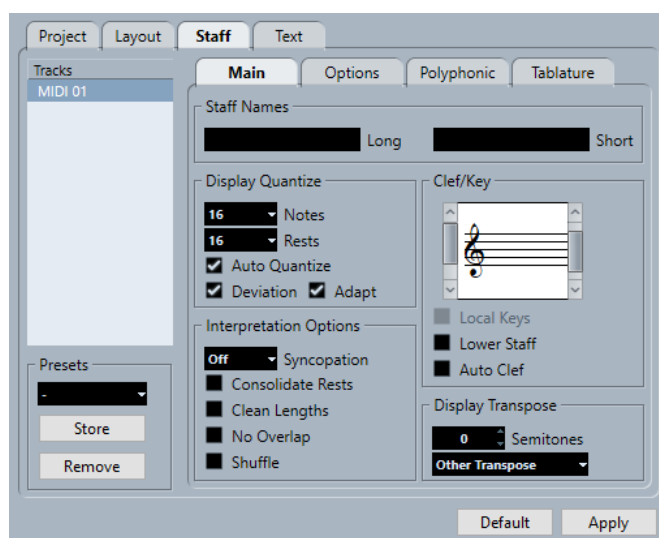 Project Layout Staff Text
Tracks
MIDI 01
Main Options Polyphonic Tablature
Staff Names
Long Short
Display Quantize
16 Notes
16 Rests
Auto Quantize
Deviation Adapt
Clef/Key
Local Keys
Lower Staff
Auto Clef
Interpretation Options
Off Syncopation
Consolidate Rests
Clean Lengths
No Overlap
Shuffle
Display Transpose
0 Semitones
Other Transpose
Presets
-
Store
Remove
Default Apply